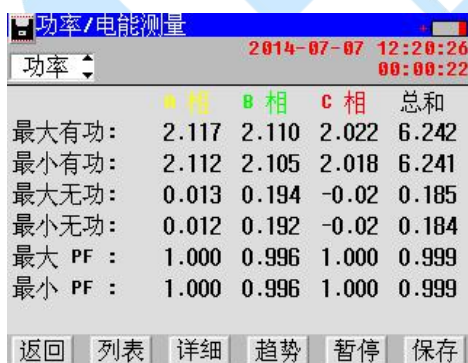 功率/电能测量
2014-07-07 12:20:26
功率 00:00:22
A 相 B 相 C 相 总和
最大有功: 2.117 2.110 2.022 6.242
最小有功: 2.112 2.105 2.018 6.241
最大无功: 0.013 0.194 -0.02 0.185
最小无功: 0.012 0.192 -0.02 0.184
最大 PF : 1.000 0.996 1.000 0.999
最小 PF : 1.000 0.996 1.000 0.999
返回 列表 详细 趋势 暂停 保存